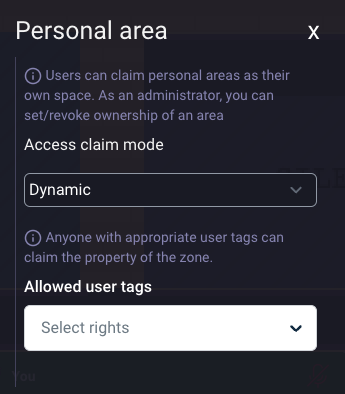 Personal area
X
Users can claim personal areas as their
own space. As an administrator, you can
set/revoke ownership of an area
Access claim mode
Dynamic
Anyone with appropriate user tags can
claim the property of the zone.
Allowed user tags
Select rights
You